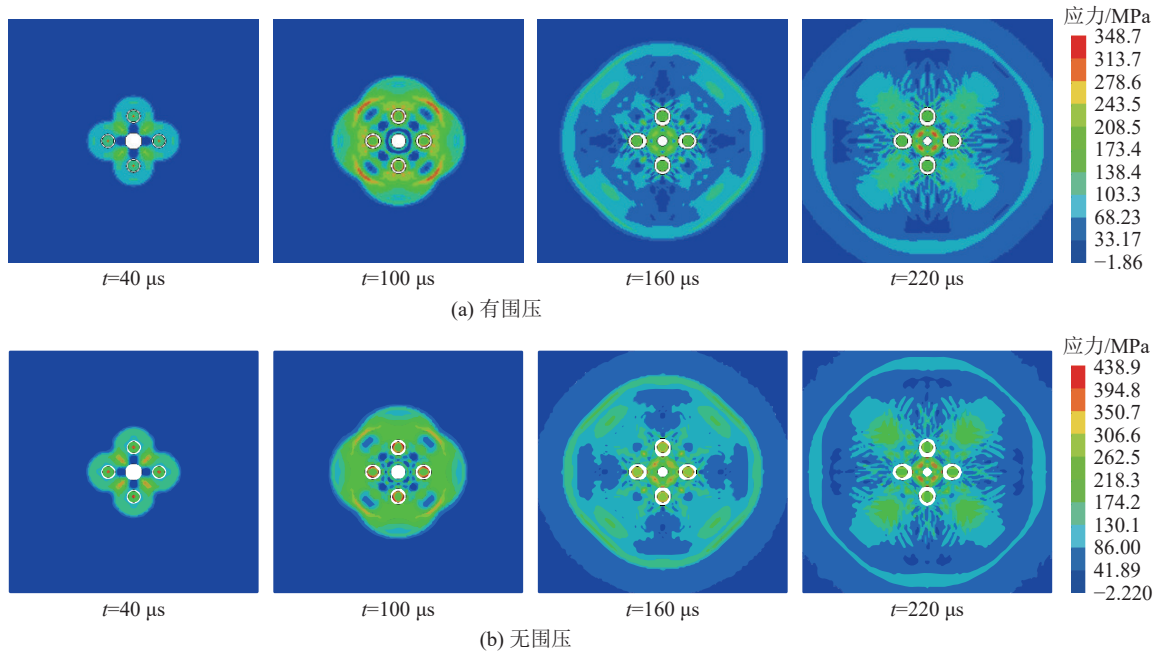 应力/MPa
348.7
313.7
278.6
243.5
208.5
173.4
138.4
103.3
68.23
33.17
−1.86
t=40 μs
t=100 μs
t=160 μs
t=220 μs
(a) 有围压
应力/MPa
438.9
394.8
350.7
306.6
262.5
218.3
174.2
130.1
86.00
41.89
−2.220
t=40 μs
t=100 μs
t=160 μs
t=220 μs
(b) 无围压